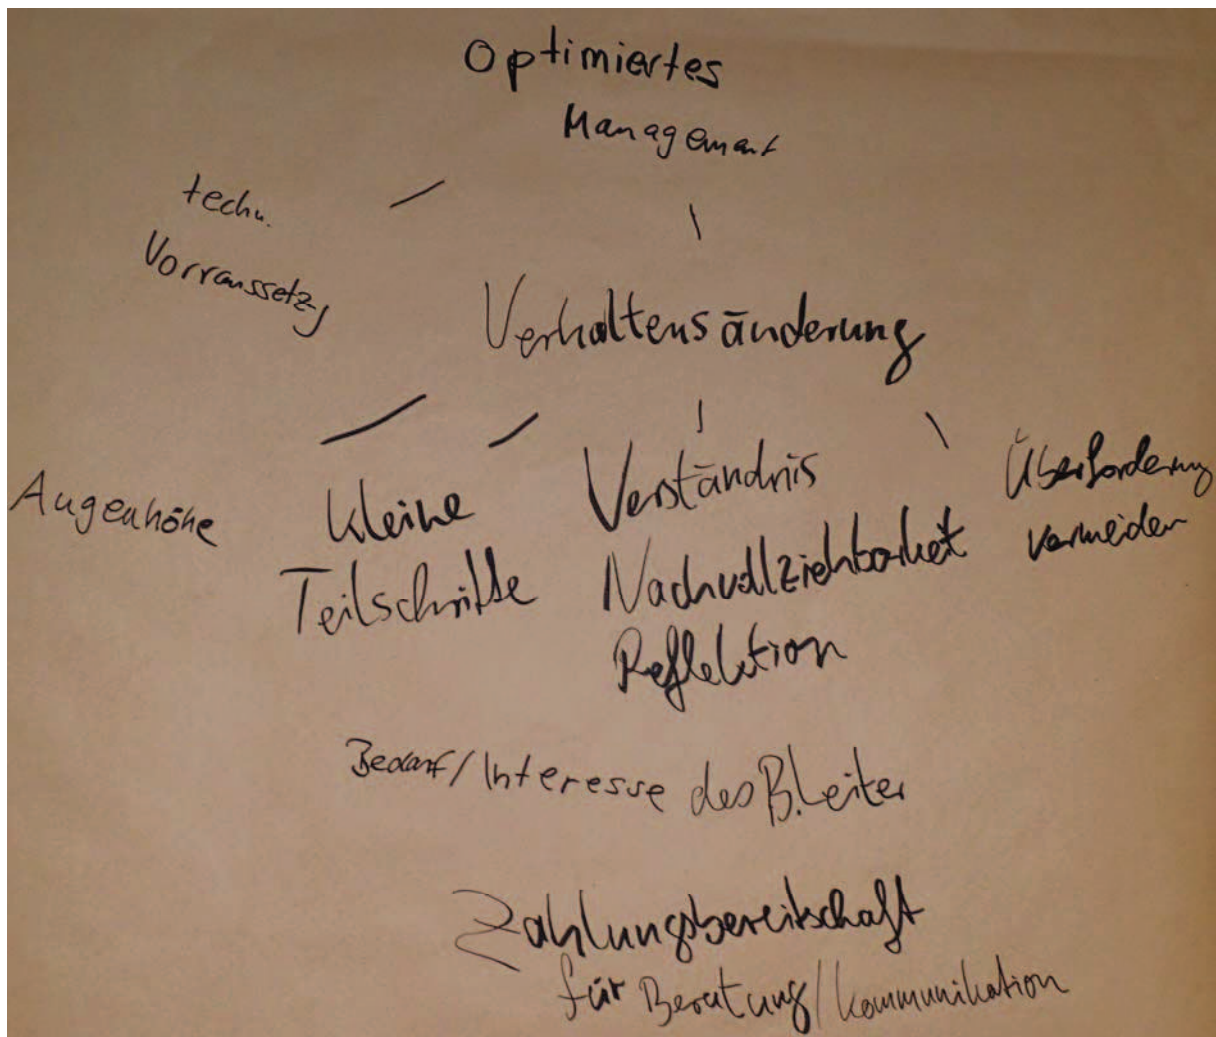 Optimiertes
Management
techn.
Vorraussetzg
Verhaltensänderung
Augenhöhe
kleine
Teilschritte
Verständnis
Nachvollziehbarkeit
Reflektion
Überforderung
vermeiden
Bedarf/Interesse des B.Leiter
Zahlungsbereitschaft
für Beratung/Kommunikation